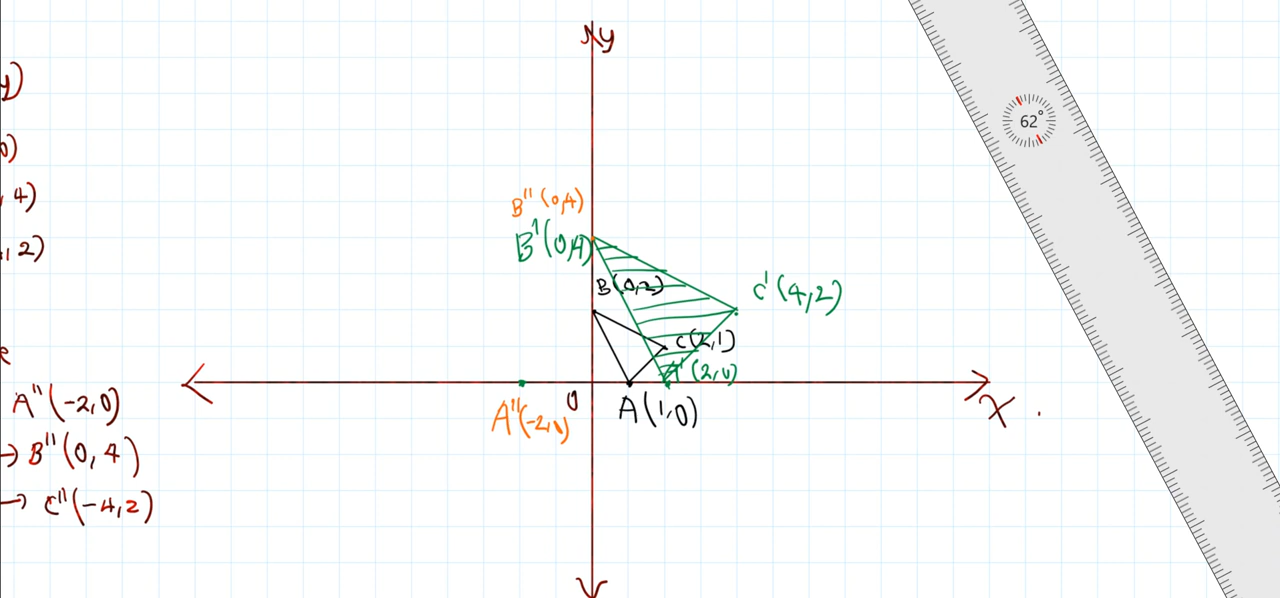 y)
0)
, 4)
, 2)
e
A"(-2,0)
→ B"(0, 4)
→ C"(-4,2)
y
B"(0,4)
B'(0,4)
B(0,2)
C'(4,2)
C(2,1)
A'(2,0)
A"(-2,0)
0
A(1,0)
X
62°